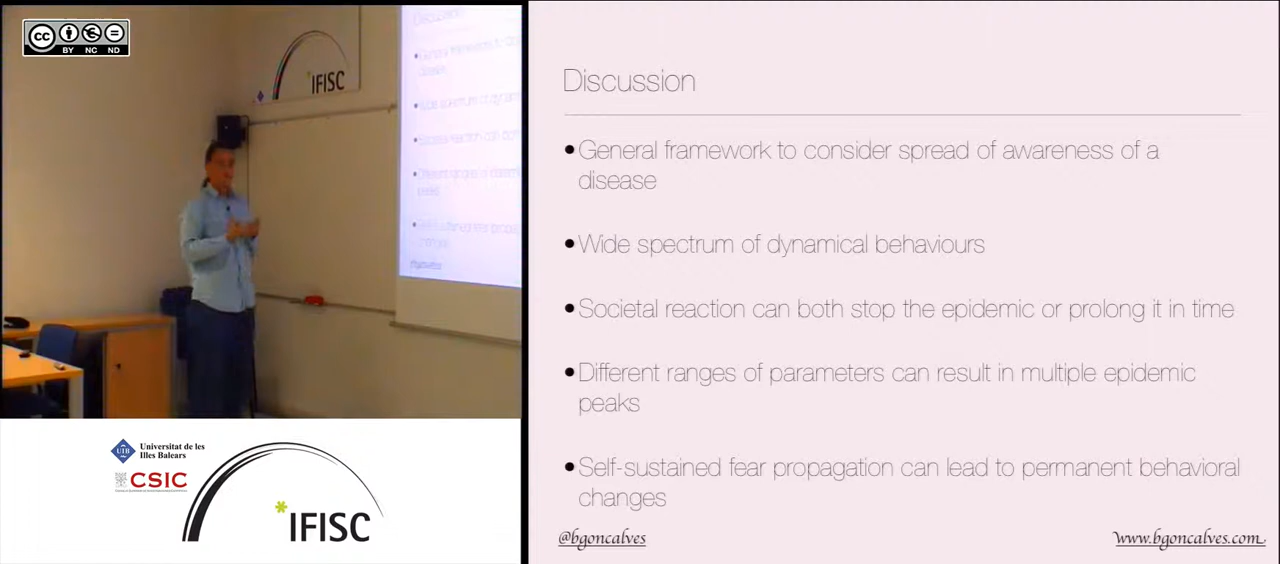 cc
BY NC ND
IFISC
Discussion
Universitat de les
Illes Balears
UIB
CSIC
IFISC
Discussion
•General framework to consider spread of awareness of a
disease
•Wide spectrum of dynamical behaviours
•Societal reaction can both stop the epidemic or prolong it in time
•Different ranges of parameters can result in multiple epidemic
peaks
•Self-sustained fear propagation can lead to permanent behavioral
changes
@bgoncalves
www.bgoncalves.com